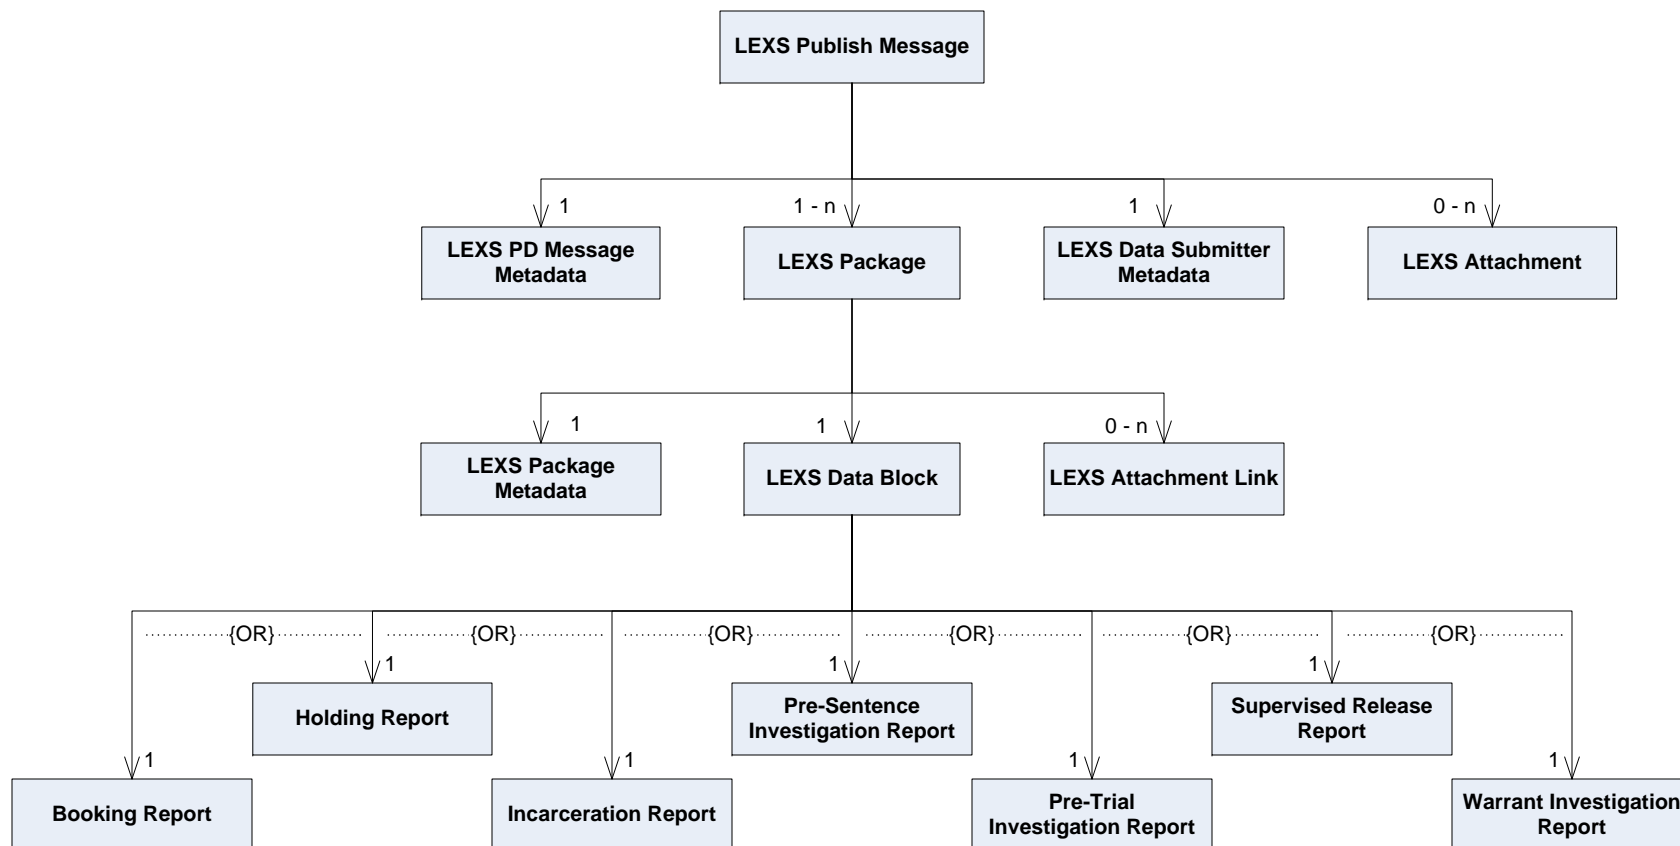 LEXS Publish Message
1
1 - n
1
0 - n
LEXS PD Message
Metadata
LEXS Package
LEXS Data Submitter
Metadata
LEXS Attachment
1
1
0 - n
LEXS Package
Metadata
LEXS Data Block
LEXS Attachment Link
{OR}
{OR}
{OR}
{OR}
{OR}
{OR}
1
1
1
Holding Report
Pre-Sentence
Investigation Report
Supervised Release
Report
1
1
1
1
Booking Report
Incarceration Report
Pre-Trial
Investigation Report
Warrant Investigation
Report